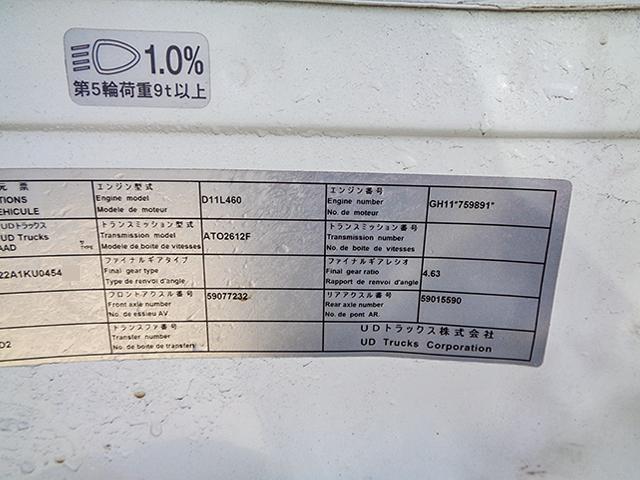 1.0%
第5輪荷重9t以上
元 票
TIONS
EHICULE
エンジン型式
Engine model
Modele de moteur
D11L460
エンジン番号
Engine number
No. de moteur
GH11"759891"
UDトラックス
UD Trucks
AAD
型
TYPE
トランスミッション型式
Transmission model
Modele de boite de vitesses
ATO2612F
トランスミッション番号
Transmission number
No. de boite de vitesses
22A1KU0454
ファイナルギアタイプ
Final gear type
Type de renvoi d'angle
ファイナルギアレシオ
Final gear ratio
Rapport de renvoi d'angle
4.63
フロントアクスル番号
Front axle number
No. de essieu AV.
59077232
リアアクスル番号
Rear axle number
No. de pont AR.
59015590
D2
トランスファ番号
Transfer number
No. de boite de transfert
UDトラックス株式会社
UD Trucks Corporation